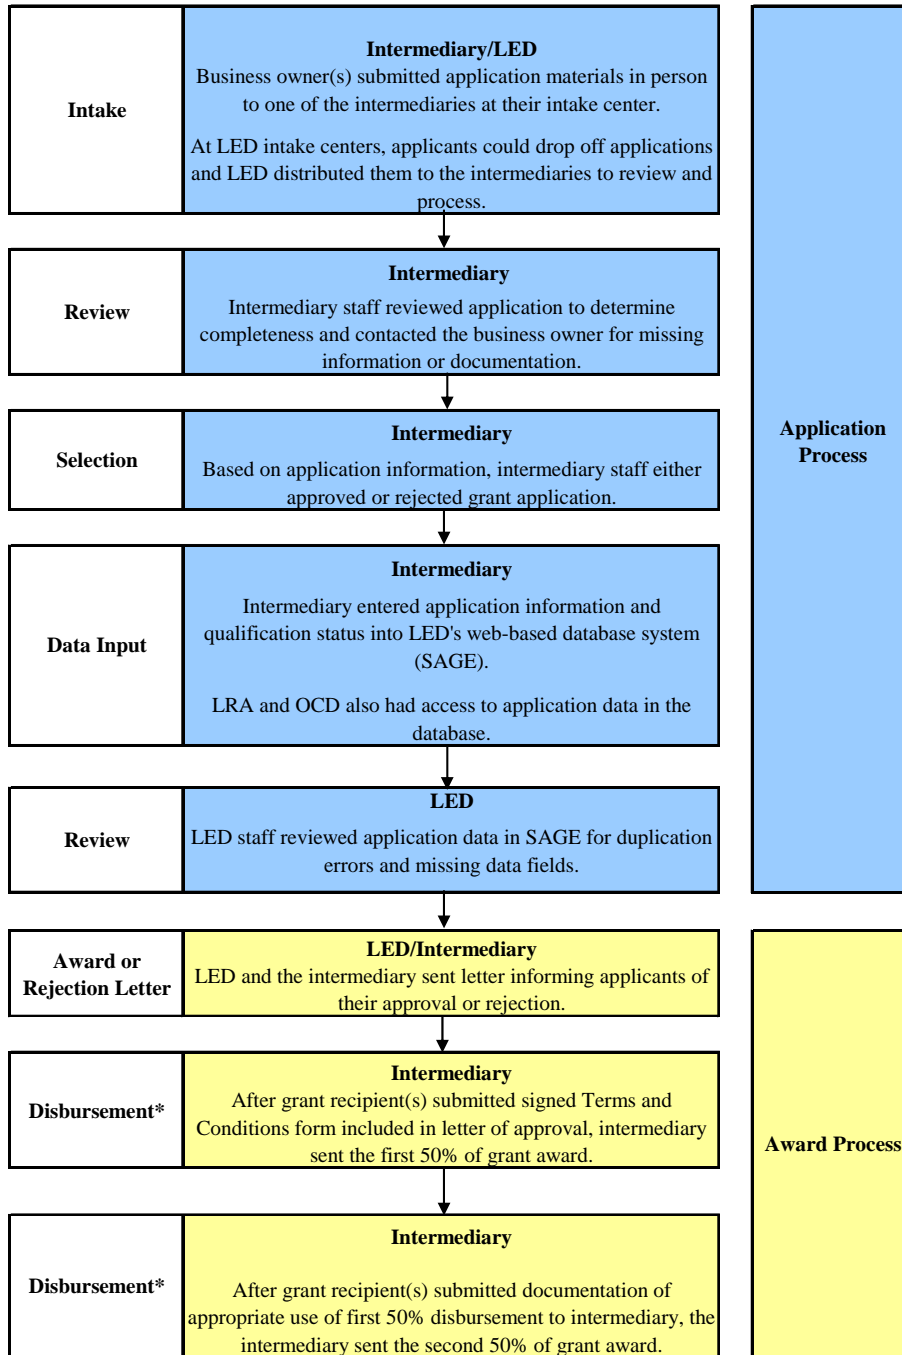 Intake
Intermediary/LED
Business owner(s) submitted application materials in person
to one of the intermediaries at their intake center.
At LED intake centers, applicants could drop off applications
and LED distributed them to the intermediaries to review and
process.
Review
Intermediary
Intermediary staff reviewed application to determine
completeness and contacted the business owner for missing
information or documentation.
Selection
Intermediary
Based on application information, intermediary staff either
approved or rejected grant application.
Data Input
Intermediary
Intermediary entered application information and
qualification status into LED's web-based database system
(SAGE).
LRA and OCD also had access to application data in the
database.
Review
LED
LED staff reviewed application data in SAGE for duplication
errors and missing data fields.
Application
Process
Award or
Rejection Letter
LED/Intermediary
LED and the intermediary sent letter informing applicants of
their approval or rejection.
Disbursement*
Intermediary
After grant recipient(s) submitted signed Terms and
Conditions form included in letter of approval, intermediary
sent the first 50% of grant award.
Disbursement*
Intermediary
After grant recipient(s) submitted documentation of
appropriate use of first 50% disbursement to intermediary, the
intermediary sent the second 50% of grant award.
Award Process